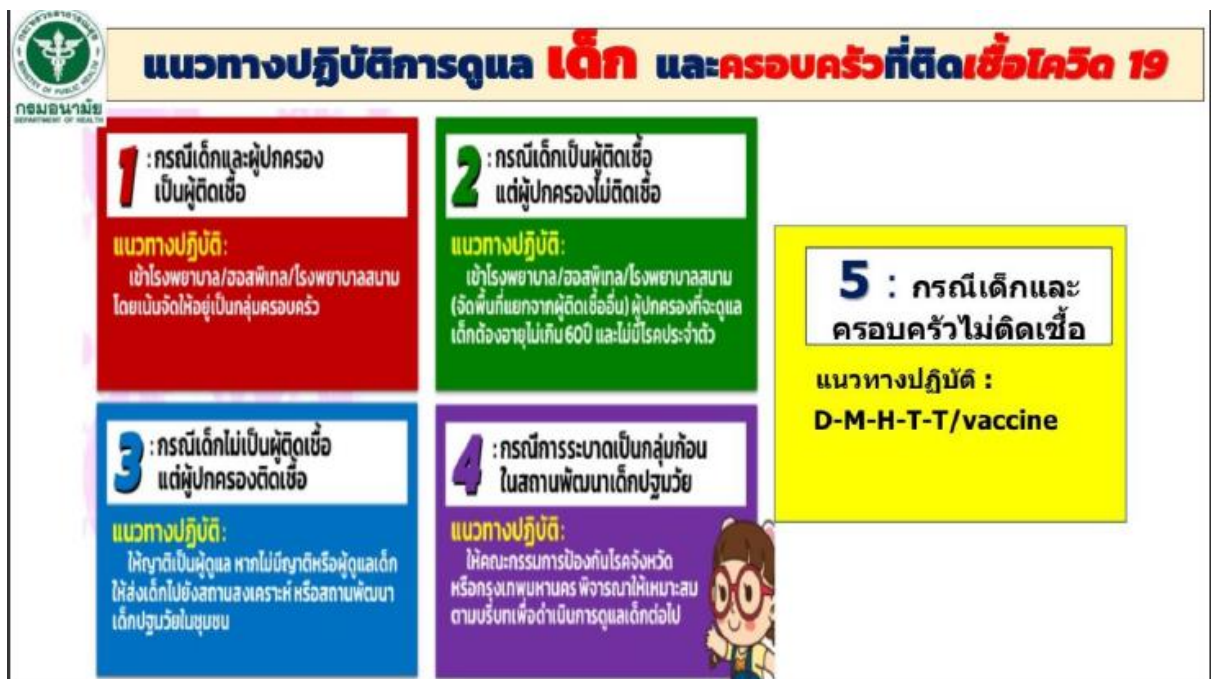 กระทรวงสาธารณสุข
MINISTRY OF PUBLIC HEALTH
กรมอนามัย
DEPARTMENT OF HEALTH
แนวทางปฏิบัติการดูแล เด็ก และครอบครัวที่ติดเชื้อโควิด 19
1 : กรณีเด็กและผู้ปกครอง
เป็นผู้ติดเชื้อ
แนวทางปฏิบัติ:
เข้าโรงพยาบาล/ฮอสพิเทล/โรงพยาบาลสนาม
โดยเน้นจัดให้อยู่เป็นกลุ่มครอบครัว
2 : กรณีเด็กเป็นผู้ติดเชื้อ
แต่ผู้ปกครองไม่ติดเชื้อ
แนวทางปฏิบัติ:
เข้าโรงพยาบาล/ฮอสพิเทล/โรงพยาบาลสนาม
(จัดพื้นที่แยกจากผู้ติดเชื้ออื่น) ผู้ปกครองที่จะดูแล
เด็กต้องอายุไม่เกิน 60ปี และไม่มีโรคประจำตัว
3 : กรณีเด็กไม่เป็นผู้ติดเชื้อ
แต่ผู้ปกครองติดเชื้อ
แนวทางปฏิบัติ:
ให้ญาติเป็นผู้ดูแล หากไม่มีญาติหรือผู้ดูแลเด็ก
ให้ส่งเด็กไปยังสถานสงเคราะห์ หรือสถานพัฒนา
เด็กปฐมวัยในชุมชน
4 : กรณีการระบาดเป็นกลุ่มก้อน
ในสถานพัฒนาเด็กปฐมวัย
แนวทางปฏิบัติ:
ให้คณะกรรมการป้องกันโรคจังหวัด
หรือกรุงเทพมหานคร พิจารณาให้เหมาะสม
ตามบริบทเพื่อดำเนินการดูแลเด็กต่อไป
5 : กรณีเด็กและ
ครอบครัวไม่ติดเชื้อ
แนวทางปฏิบัติ :
D-M-H-T-T/vaccine